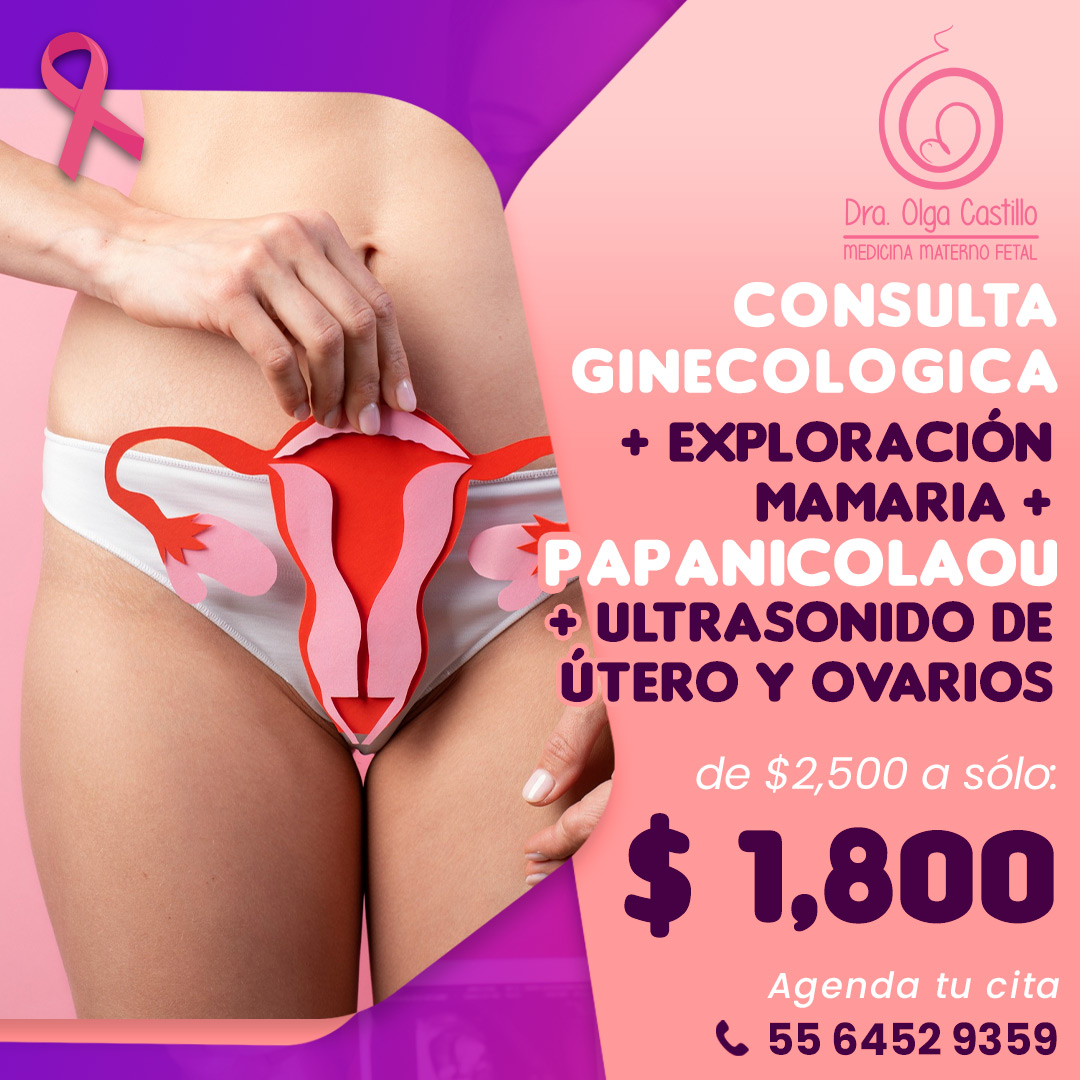 Dra. Olga Castillo
MEDICINA MATERNO FETAL
CONSULTA
GINECOLOGICA
+ EXPLORACIÓN
MAMARIA +
PAPANICOLAOU
+ ULTRASONIDO DE
ÚTERO Y OVARIOS
de $2,500 a sólo:
$ 1,800
Agenda tu cita
55 6452 9359